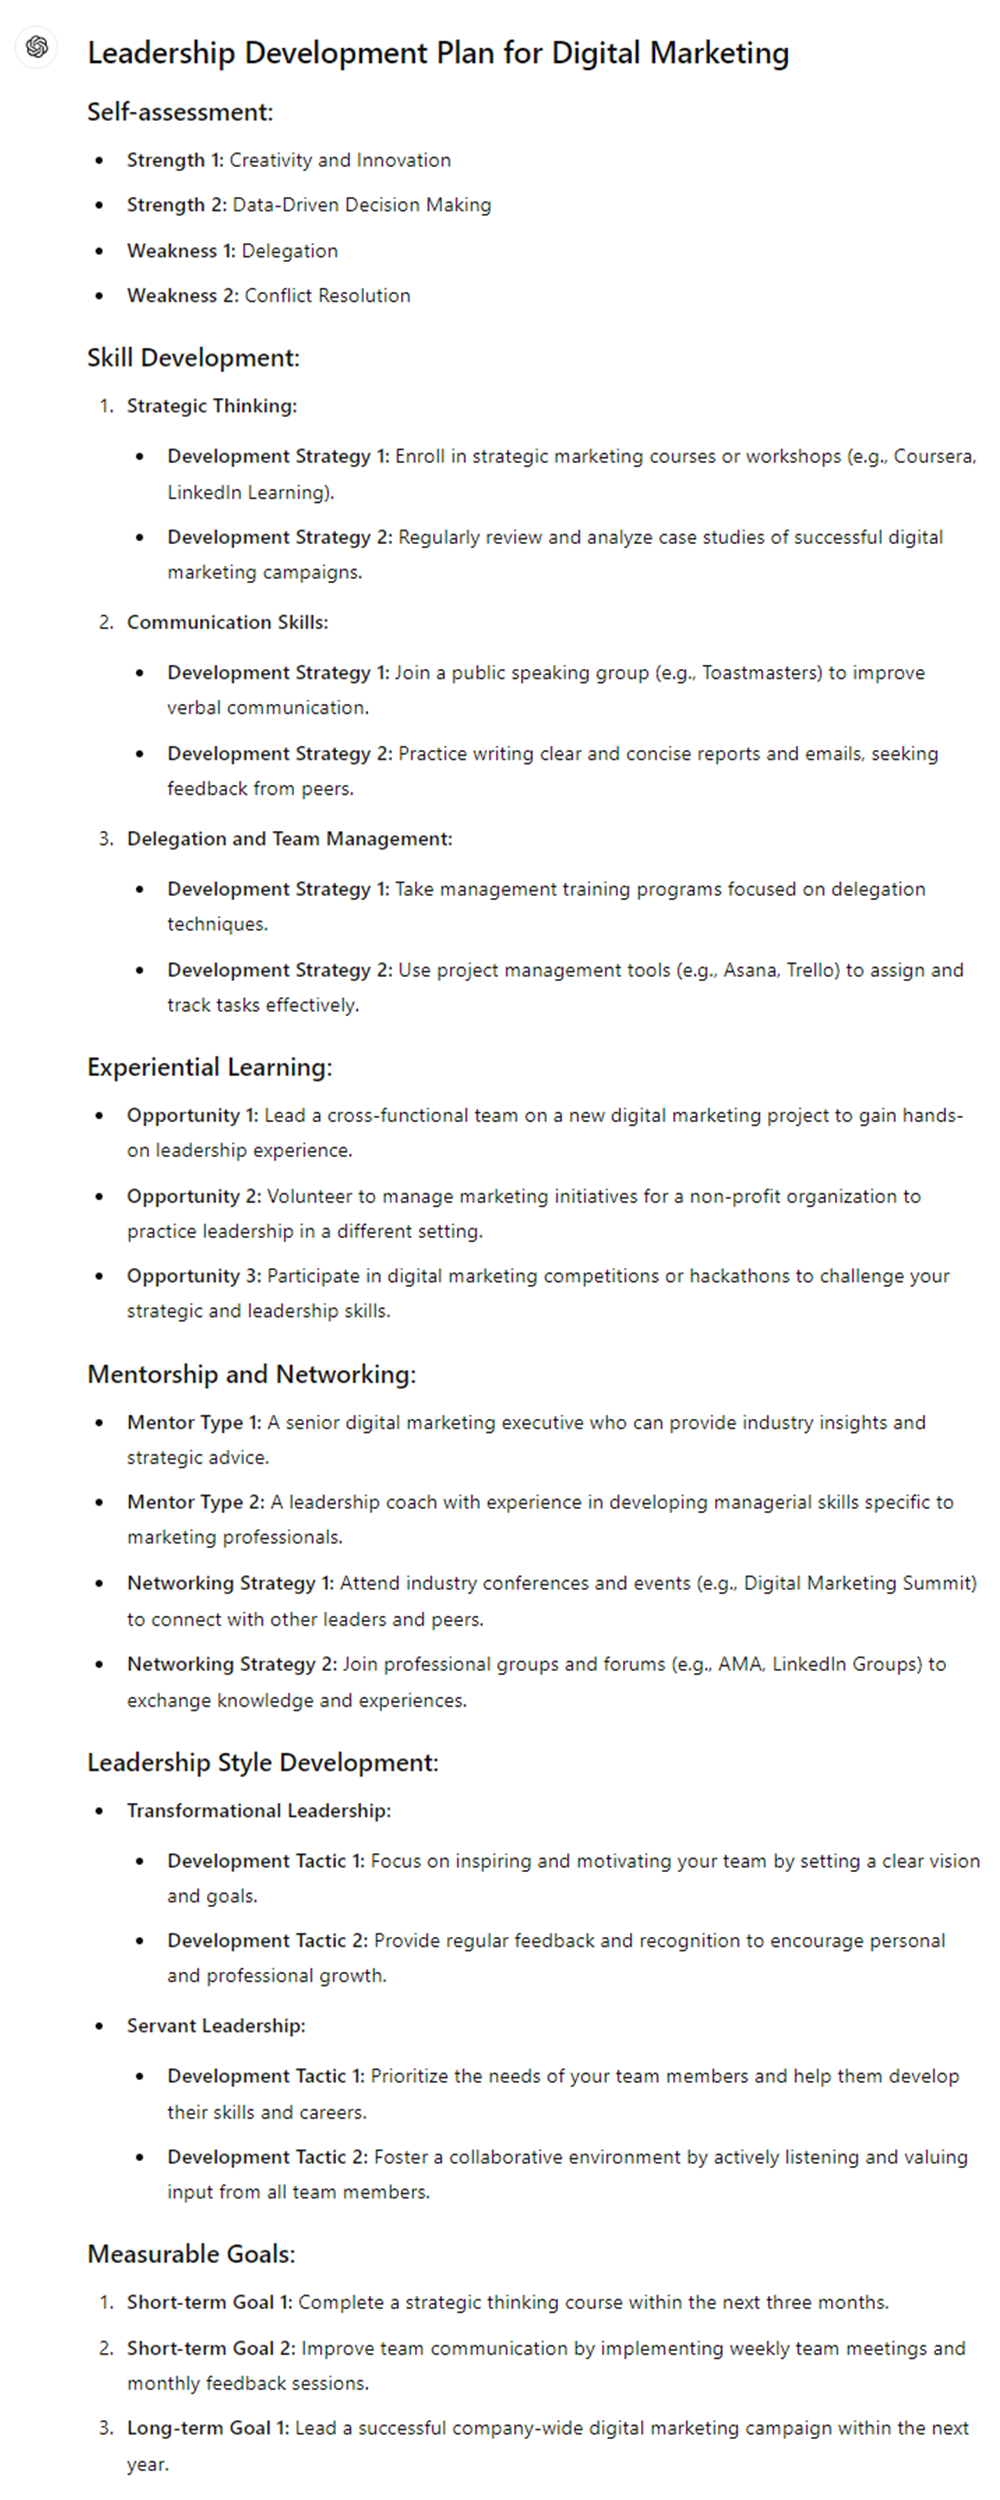 Leadership Development Plan for Digital Marketing
Self-assessment:
• Strength 1: Creativity and Innovation
• Strength 2: Data-Driven Decision Making
• Weakness 1: Delegation
• Weakness 2: Conflict Resolution
Skill Development:
1. Strategic Thinking:
• Development Strategy 1: Enroll in strategic marketing courses or workshops (e.g., Coursera,
LinkedIn Learning).
• Development Strategy 2: Regularly review and analyze case studies of successful digital
marketing campaigns.
2. Communication Skills:
• Development Strategy 1: Join a public speaking group (e.g., Toastmasters) to improve
verbal communication.
• Development Strategy 2: Practice writing clear and concise reports and emails, seeking
feedback from peers.
3. Delegation and Team Management:
• Development Strategy 1: Take management training programs focused on delegation
techniques.
• Development Strategy 2: Use project management tools (e.g., Asana, Trello) to assign and
track tasks effectively.
Experiential Learning:
• Opportunity 1: Lead a cross-functional team on a new digital marketing project to gain hands-
on leadership experience.
• Opportunity 2: Volunteer to manage marketing initiatives for a non-profit organization to
practice leadership in a different setting.
• Opportunity 3: Participate in digital marketing competitions or hackathons to challenge your
strategic and leadership skills.
Mentorship and Networking:
• Mentor Type 1: A senior digital marketing executive who can provide industry insights and
strategic advice.
• Mentor Type 2: A leadership coach with experience in developing managerial skills specific to
marketing professionals.
• Networking Strategy 1: Attend industry conferences and events (e.g., Digital Marketing Summit)
to connect with other leaders and peers.
• Networking Strategy 2: Join professional groups and forums (e.g., AMA, LinkedIn Groups) to
exchange knowledge and experiences.
Leadership Style Development:
• Transformational Leadership:
• Development Tactic 1: Focus on inspiring and motivating your team by setting a clear vision
and goals.
• Development Tactic 2: Provide regular feedback and recognition to encourage personal
and professional growth.
• Servant Leadership:
• Development Tactic 1: Prioritize the needs of your team members and help them develop
their skills and careers.
• Development Tactic 2: Foster a collaborative environment by actively listening and valuing
input from all team members.
Measurable Goals:
1. Short-term Goal 1: Complete a strategic thinking course within the next three months.
2. Short-term Goal 2: Improve team communication by implementing weekly team meetings and
monthly feedback sessions.
3. Long-term Goal 1: Lead a successful company-wide digital marketing campaign within the next
year.